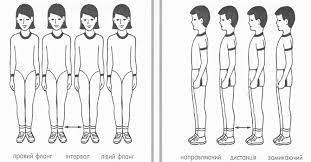 правий фланг інтервал лівий фланг
направляючий дистанція замикаючий